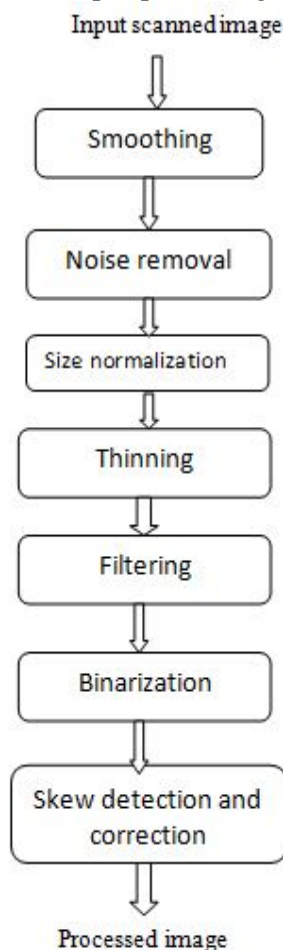 Input scanned image
Smoothing
Noise removal
Size normalization
Thinning
Filtering
Binarization
Skew detection and
correction
Processed image